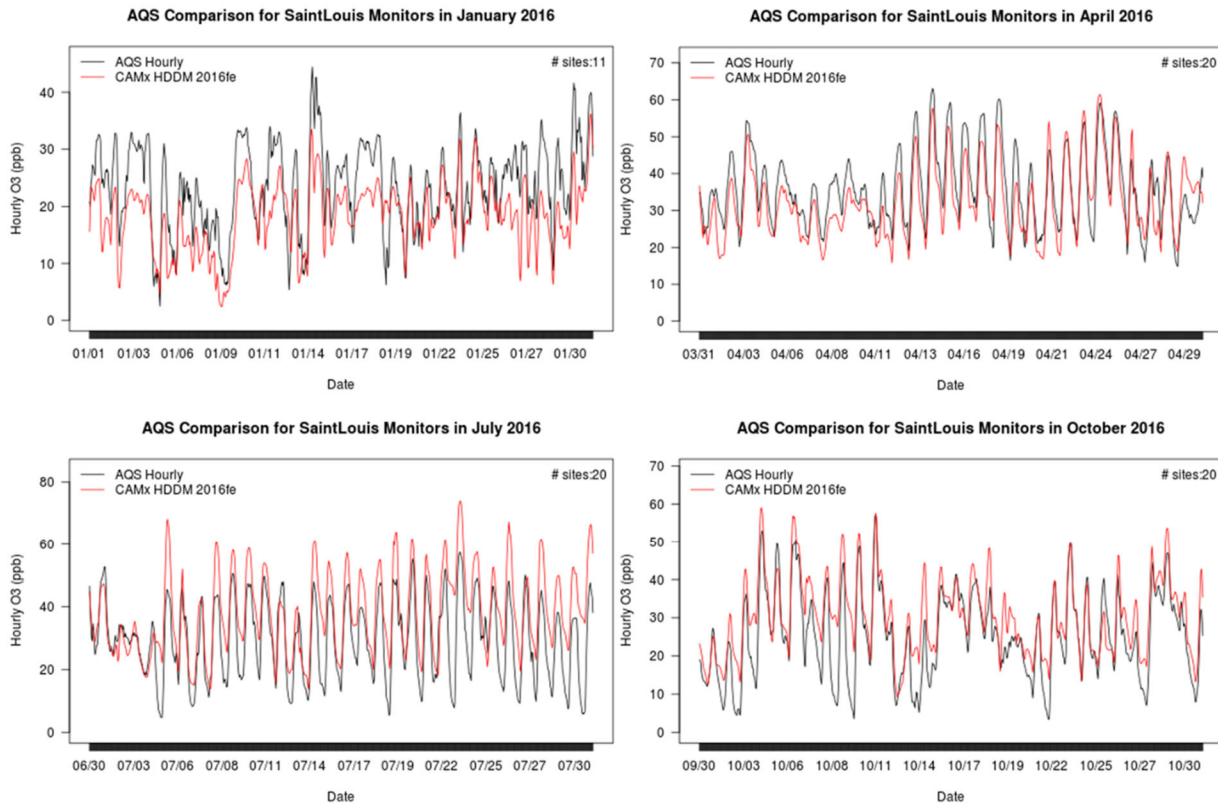 AQS Comparison for SaintLouis Monitors in January 2016
AQS Hourly
CAMx HDDM 2016fe
# sites:11
Hourly O3 (ppb)
40
30
20
10
0
01/01 01/03 01/06 01/09 01/11 01/14 01/17 01/19 01/22 01/25 01/27 01/30
Date
AQS Comparison for SaintLouis Monitors in April 2016
AQS Hourly
CAMx HDDM 2016fe
# sites:20
Hourly O3 (ppb)
70
60
50
40
30
20
10
0
03/31 04/03 04/06 04/08 04/11 04/13 04/16 04/19 04/21 04/24 04/27 04/29
Date
AQS Comparison for SaintLouis Monitors in July 2016
AQS Hourly
CAMx HDDM 2016fe
# sites:20
Hourly O3 (ppb)
80
60
40
20
0
06/30 07/03 07/06 07/08 07/11 07/14 07/17 07/19 07/22 07/25 07/27 07/30
Date
AQS Comparison for SaintLouis Monitors in October 2016
AQS Hourly
CAMx HDDM 2016fe
# sites:20
Hourly O3 (ppb)
70
60
50
40
30
20
10
0
09/30 10/03 10/06 10/08 10/11 10/14 10/17 10/19 10/22 10/25 10/27 10/30
Date